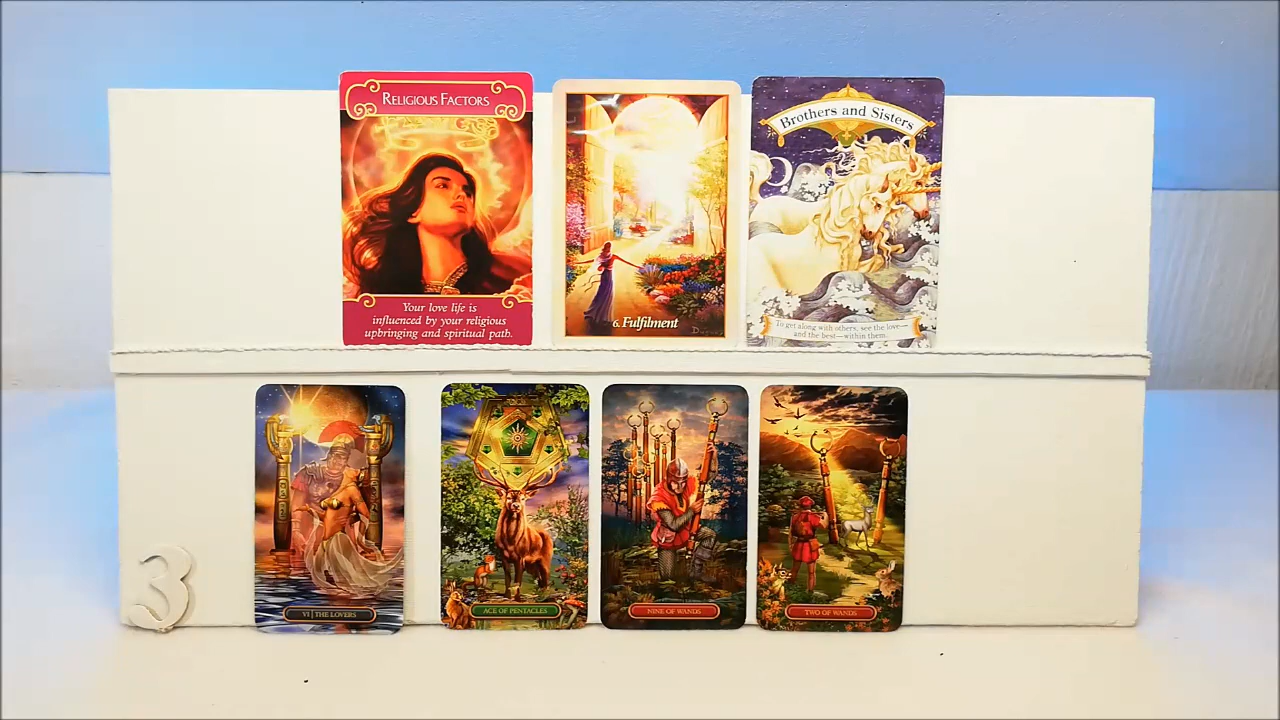 RELIGIOUS FACTORS
Your love life is
influenced by your religious
upbringing and spiritual path.
6. Fulfilment
Brothers and Sisters
To get along with others, see the love—
and the best—within them.
3
VI | THE LOVERS
ACE OF PENTACLES
NINE OF WANDS
TWO OF WANDS